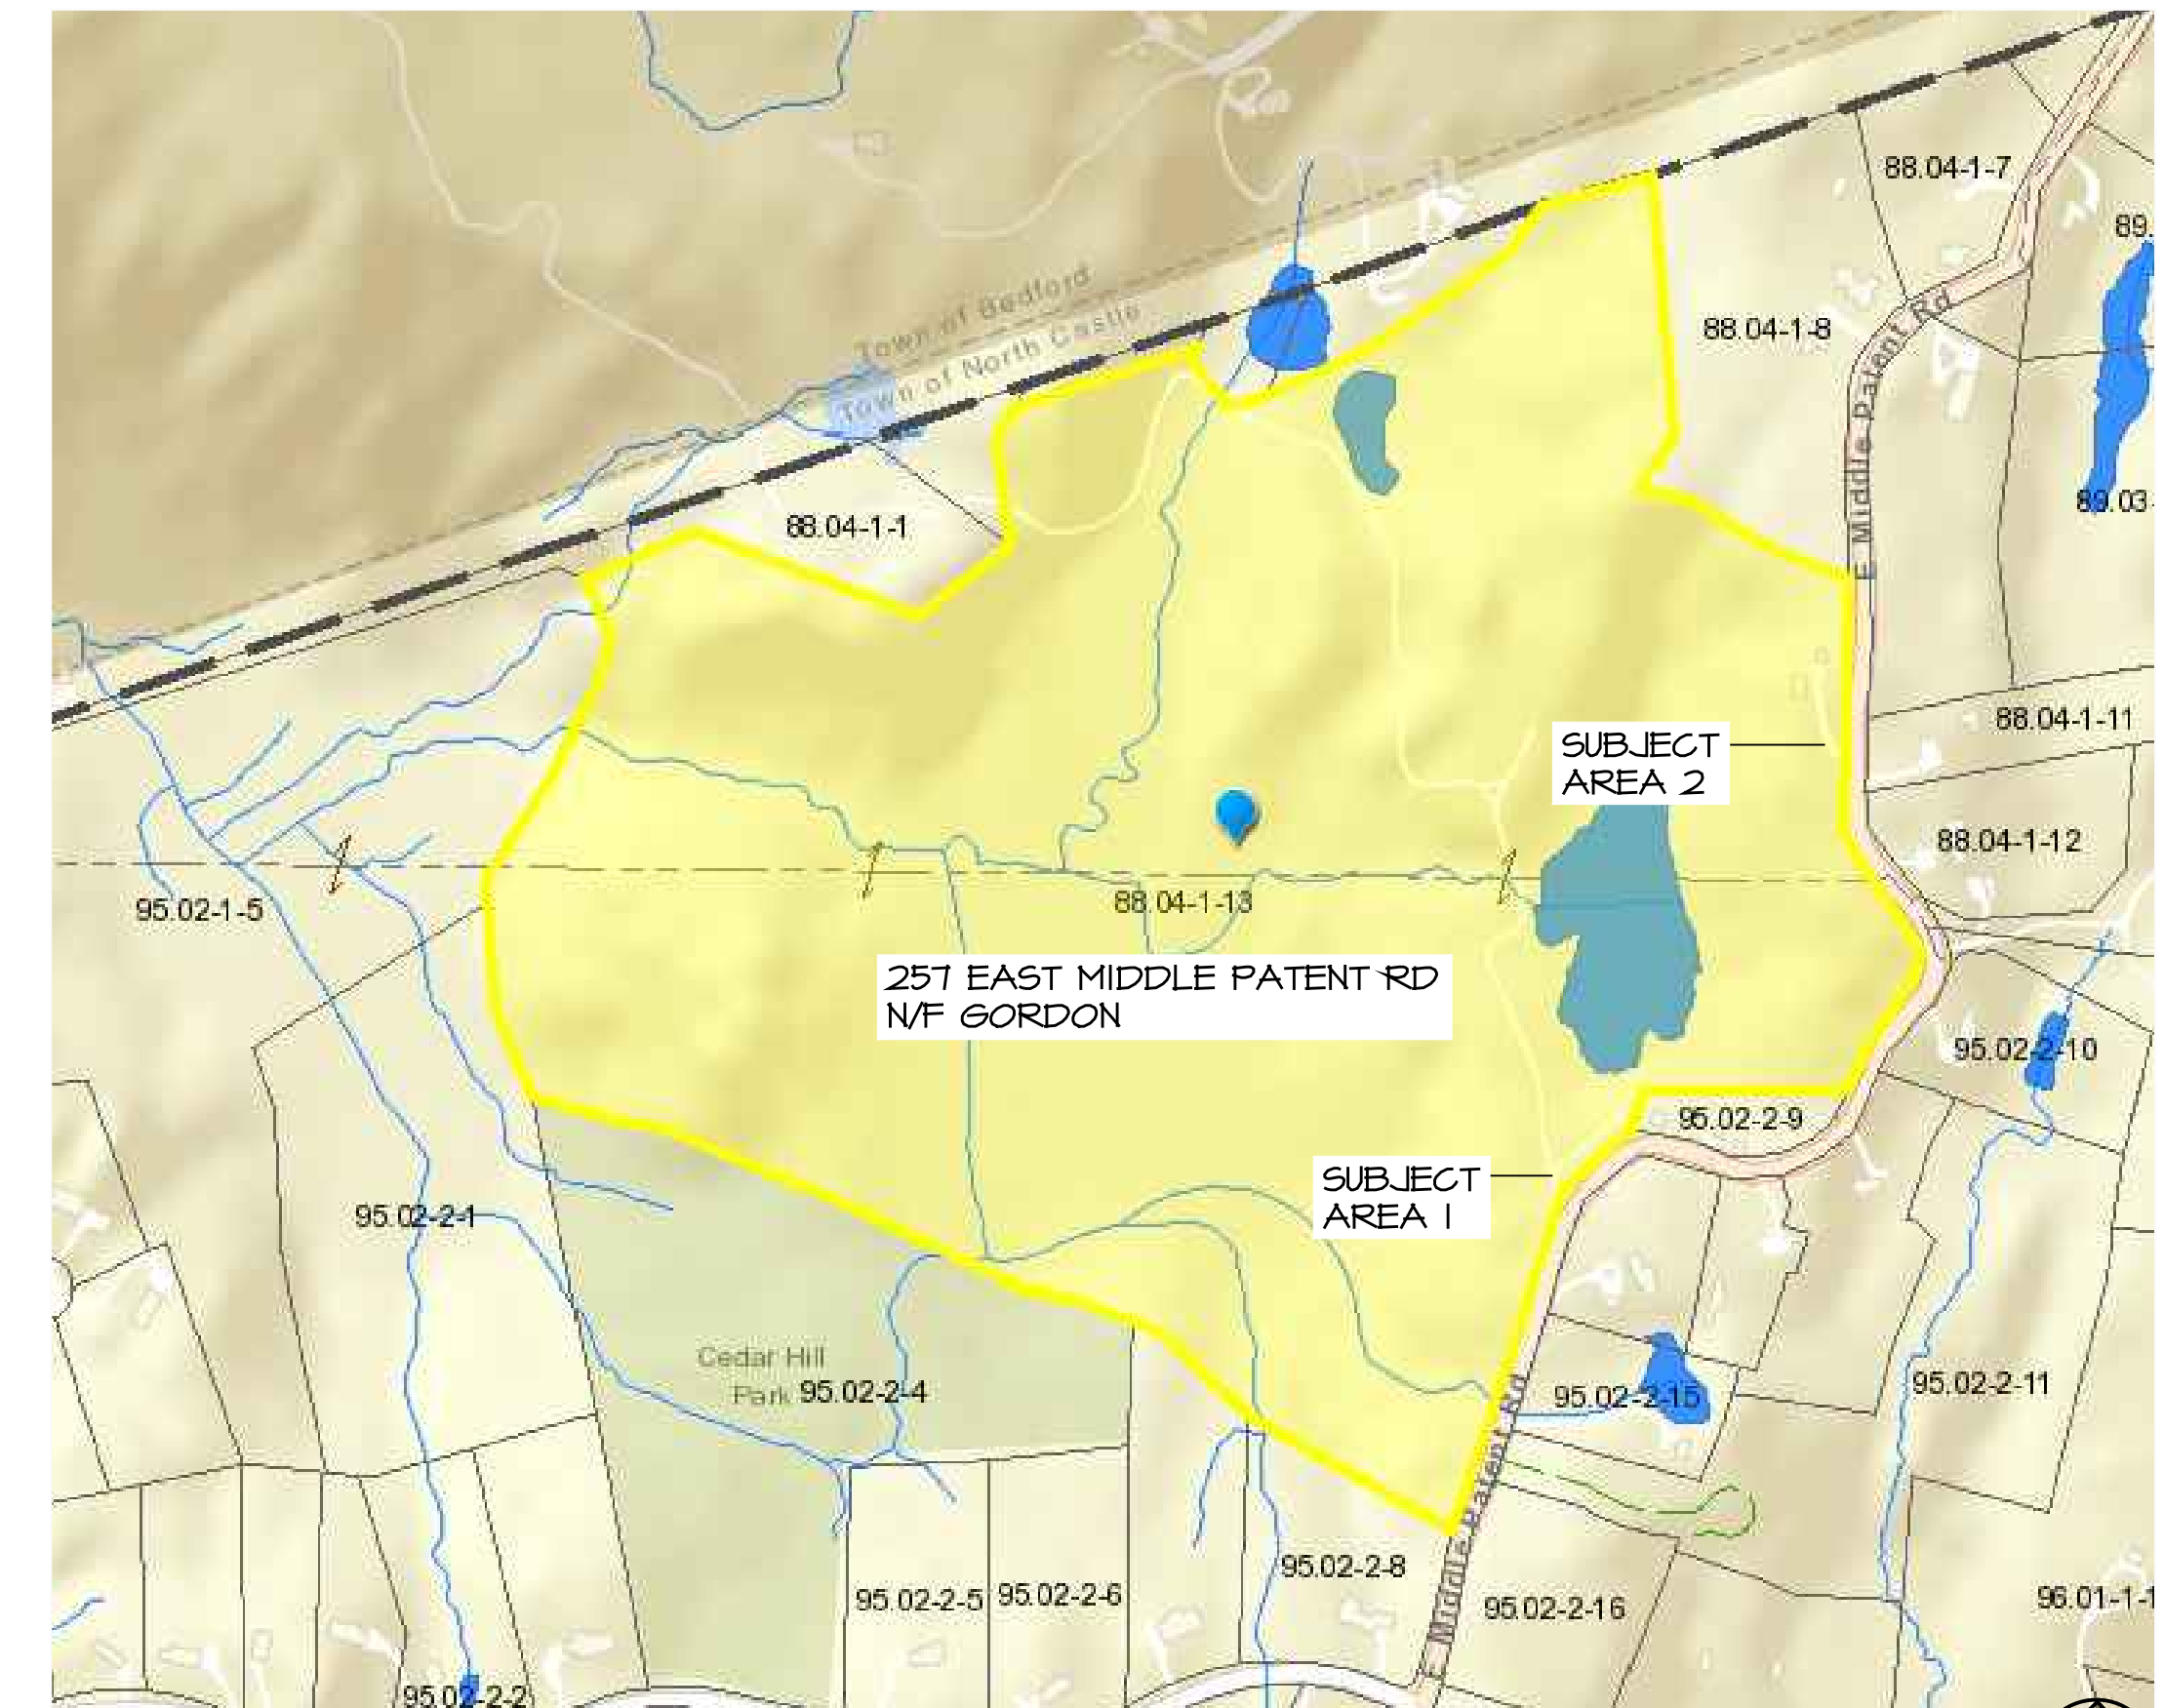 88.04-1-7
89.
Town of Bedford
Town of North Castle
E Middle Patent Rd
88.04-1-8
89.03-
88.04-1-1
88.04-1-11
SUBJECT
AREA 2
88.04-1-12
95.02-1-5
88.04-1-13
257 EAST MIDDLE PATENT RD
N/F GORDON
95.02-2-10
95.02-2-9
SUBJECT
AREA 1
95.02-2-1
Cedar Hill
Park
95.02-2-4
95.02-2-15
95.02-2-11
E Middle Patent Rd
95.02-2-8
95.02-2-5
95.02-2-6
95.02-2-16
96.01-1-1
95.02-2-2